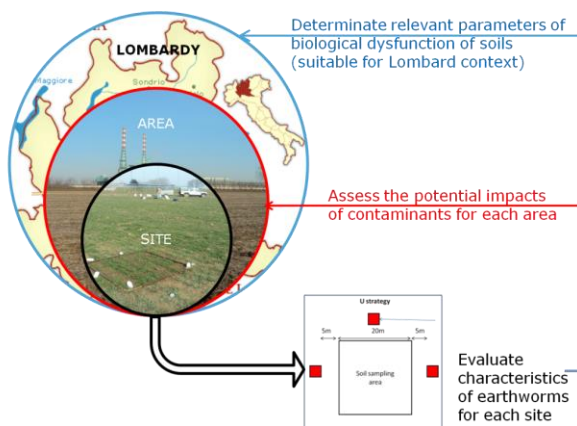 Determinate relevant parameters of
biological dysfunction of soils
(suitable for Lombard context)
LOMBARDY
Maggiore
Sondrio
AREA
Assess the potential impacts
of contaminants for each area
SITE
U strategy
5m
20m
5m
Soil sampling
area
Evaluate
characteristics
of earthworms
for each site